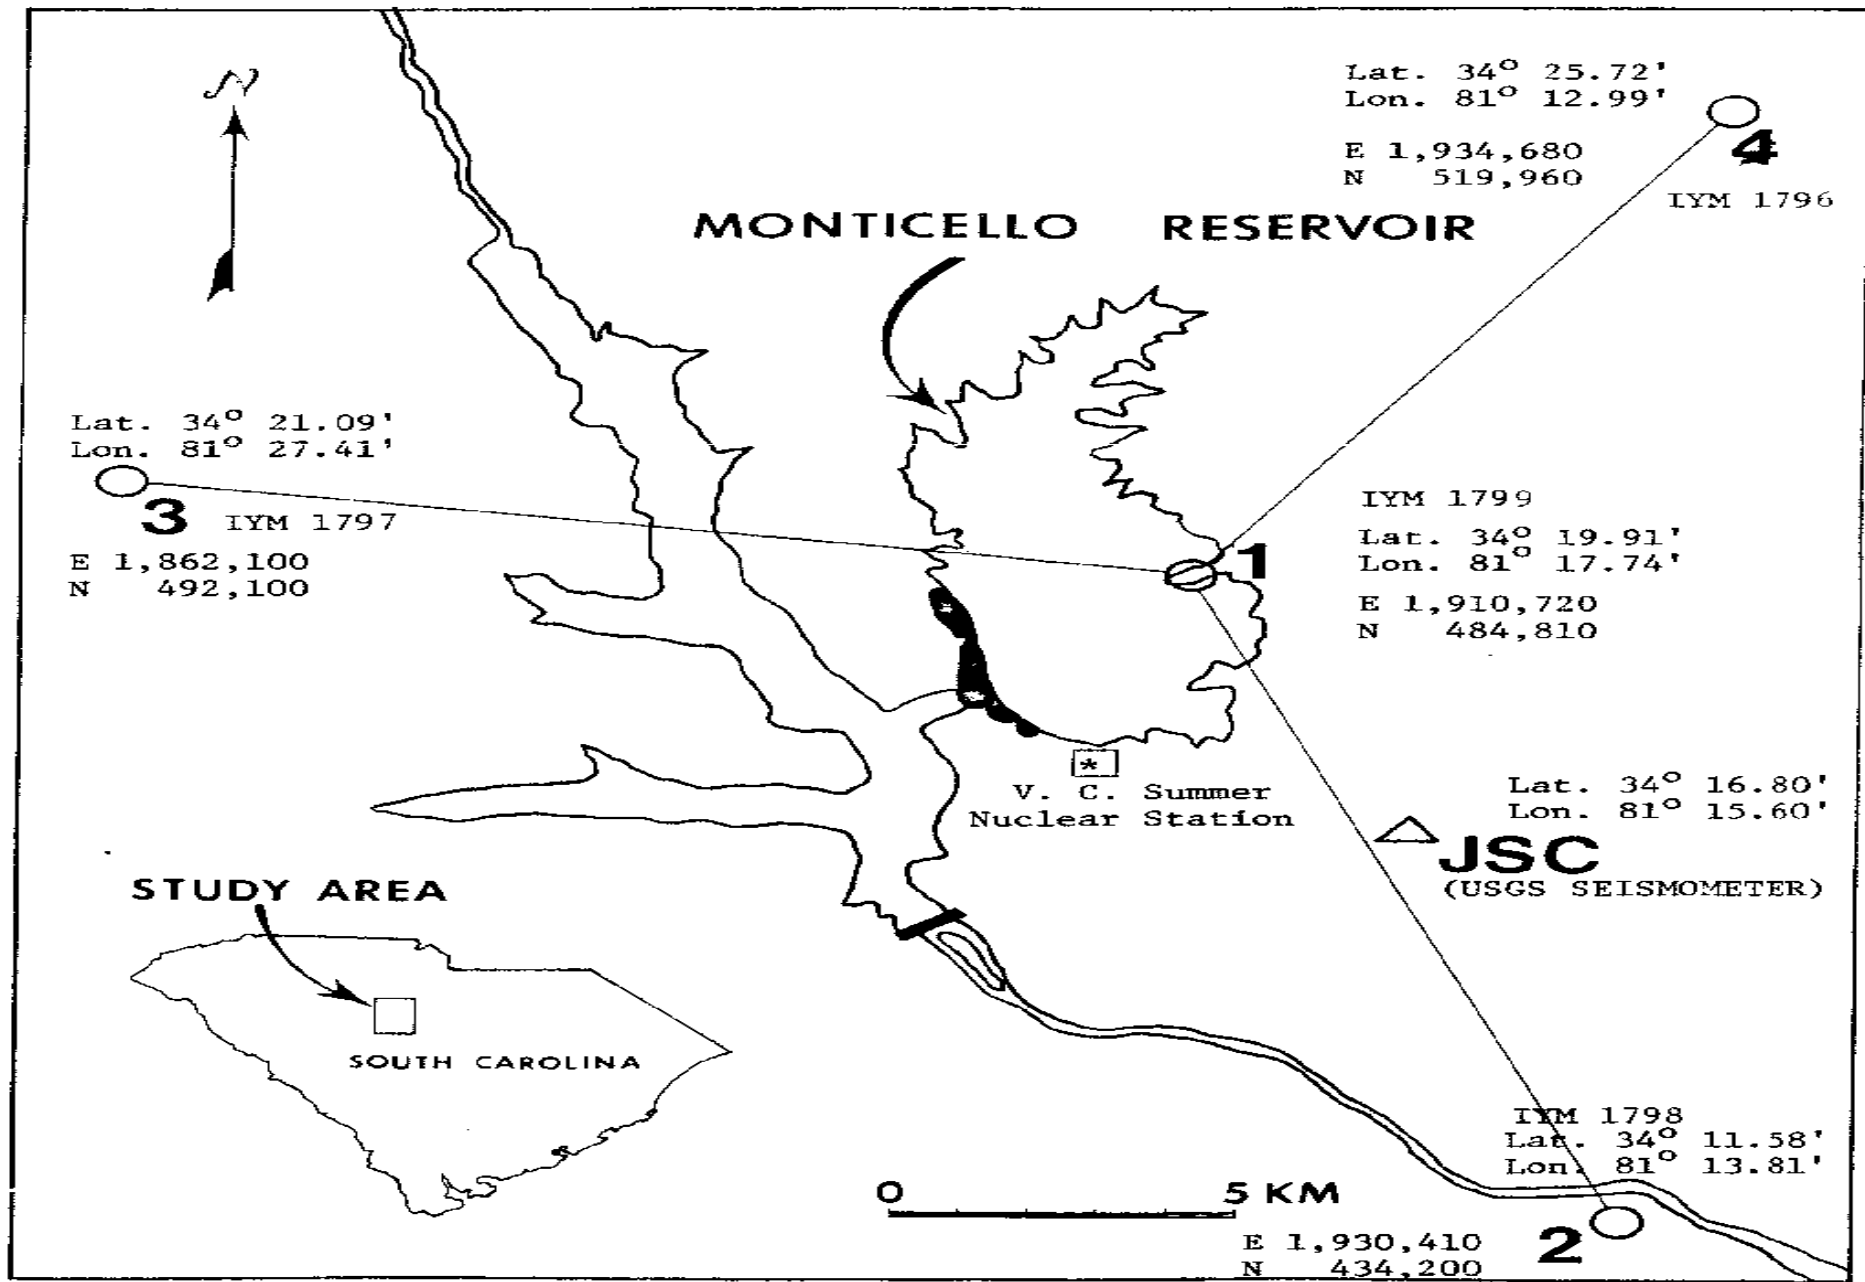 N
Lat. 34° 25.72'
Lon. 81° 12.99'
E 1,934,680
N 519,960
4
IYM 1796
MONTICELLO RESERVOIR
Lat. 34° 21.09'
Lon. 81° 27.41'
3 IYM 1797
E 1,862,100
N 492,100
IYM 1799
Lat. 34° 19.91'
Lon. 81° 17.74'
1
E 1,910,720
N 484,810
*
V. C. Summer
Nuclear Station
Lat. 34° 16.80'
Lon. 81° 15.60'
JSC
(USGS SEISMOMETER)
STUDY AREA
SOUTH CAROLINA
IYM 1798
Lat. 34° 11.58'
Lon. 81° 13.81'
0 5 KM
E 1,930,410
N 434,200
2